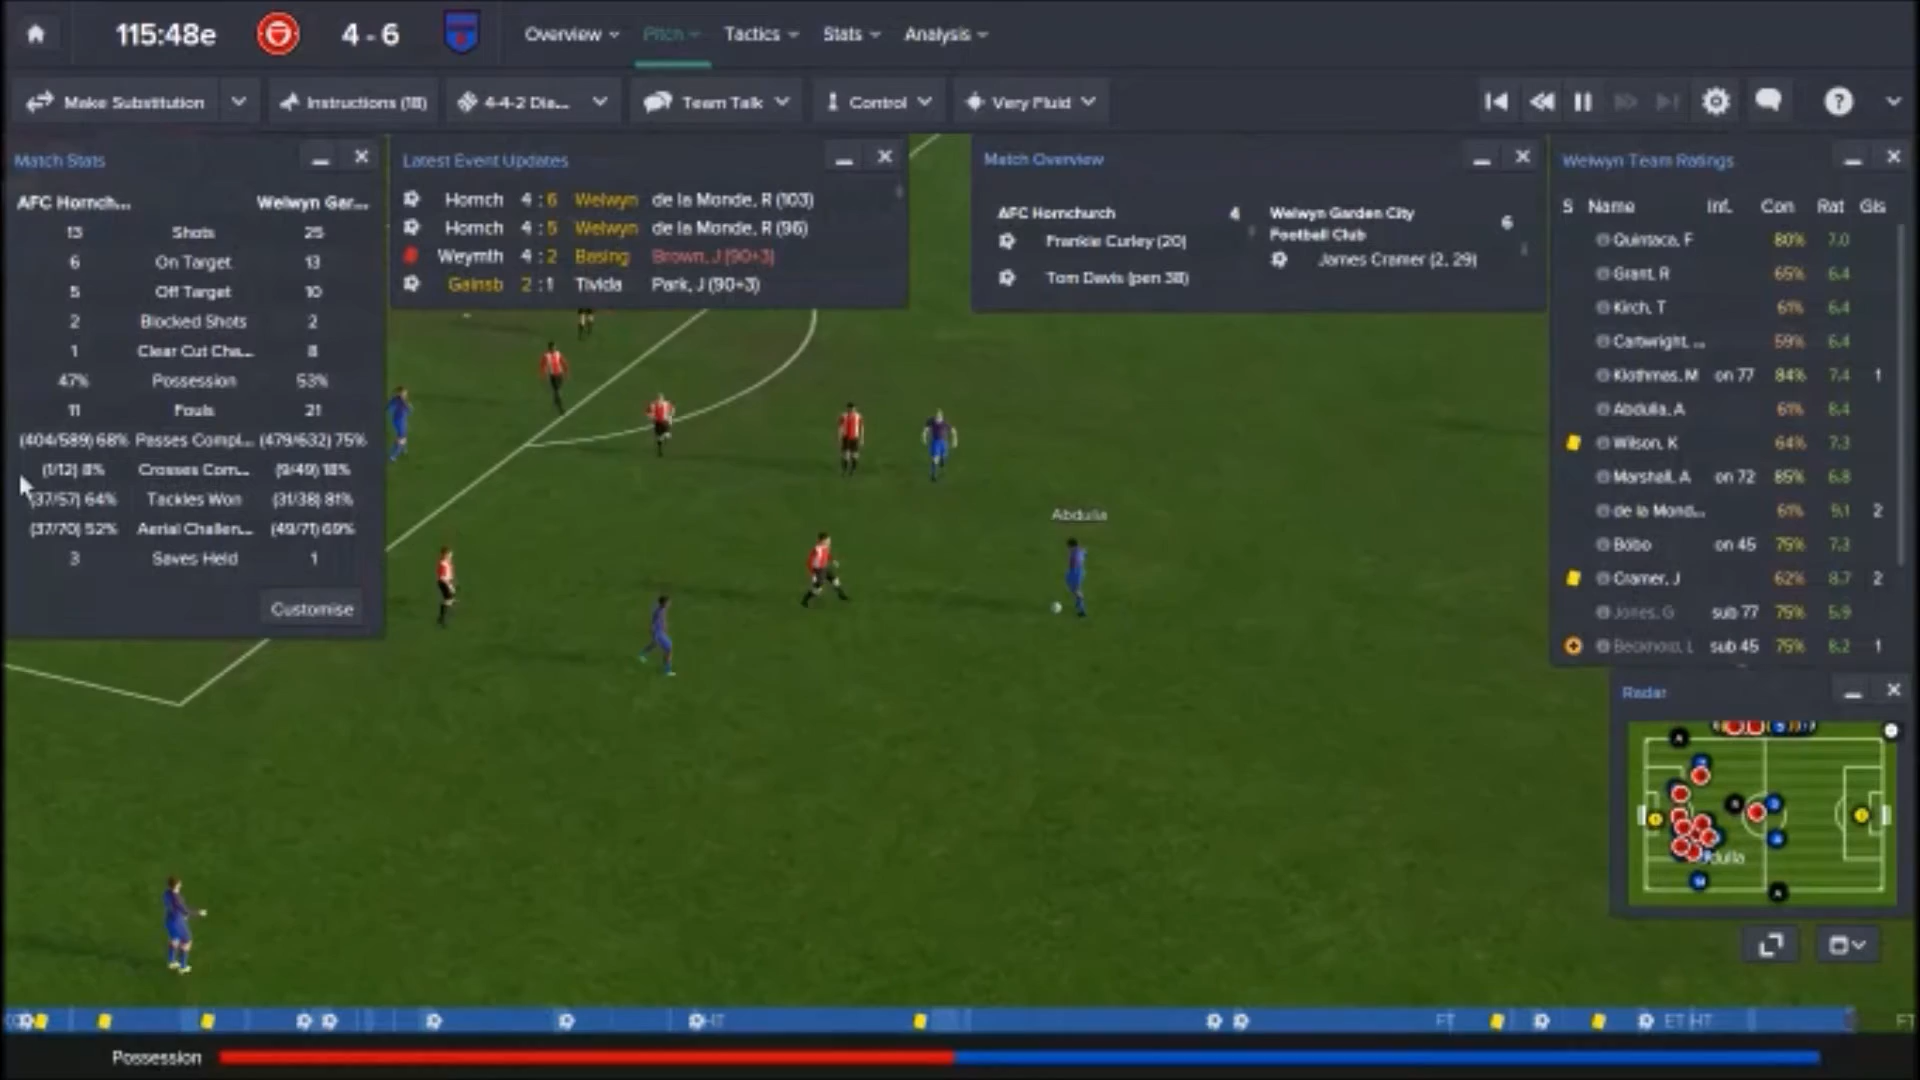 115:48e 4 - 6 Overview Pitch Tactics Stats Analysis
Make Substitution Instructions (18) 4-4-2 Dia... Team Talk Control Very Fluid
Match Stats
AFC Hornch... Welwyn Gar...
13 Shots 25
6 On Target 13
5 Off Target 10
2 Blocked Shots 2
1 Clear Cut Cha... 8
47% Possession 53%
11 Fouls 21
(404/589) 68% Passes Compl... (479/632) 75%
(1/12) 8% Crosses Com... (9/49) 18%
(37/57) 64% Tackles Won (31/38) 81%
(37/70) 52% Aerial Challen... (49/71) 69%
3 Saves Held 1
Customise
Latest Event Updates
Hornch 4 : 6 Welwyn de la Monde, R (103)
Hornch 4 : 5 Welwyn de la Monde, R (96)
Weymth 4 : 2 Basing Brown, J (90+3)
Gainsb 2 : 1 Tivida Park, J (90+3)
Match Overview
AFC Hornchurch 4
Frankie Curley (20)
Tom Davis (pen 38)
Welwyn Garden City
Football Club 6
James Cramer (2, 29)
Welwyn Team Ratings
S Name Inf. Con Rat Gls
Quintaca, F 80% 7.0
Grant, R 65% 6.4
Kirch, T 61% 6.4
Cartwright, ... 59% 6.4
Klothmas, M on 77 84% 7.4 1
Abdulla, A 61% 8.4
Wilson, K 64% 7.3
Marshall, A on 72 85% 6.8
de la Mond... 61% 9.1 2
Bobo on 45 75% 7.3
Cramer, J 62% 8.7 2
Jones, G sub 77 75% 5.9
Beckhord, L sub 45 75% 8.2 1
Abdulla
Radar
dulla
HT FT ET HT FT
Possession